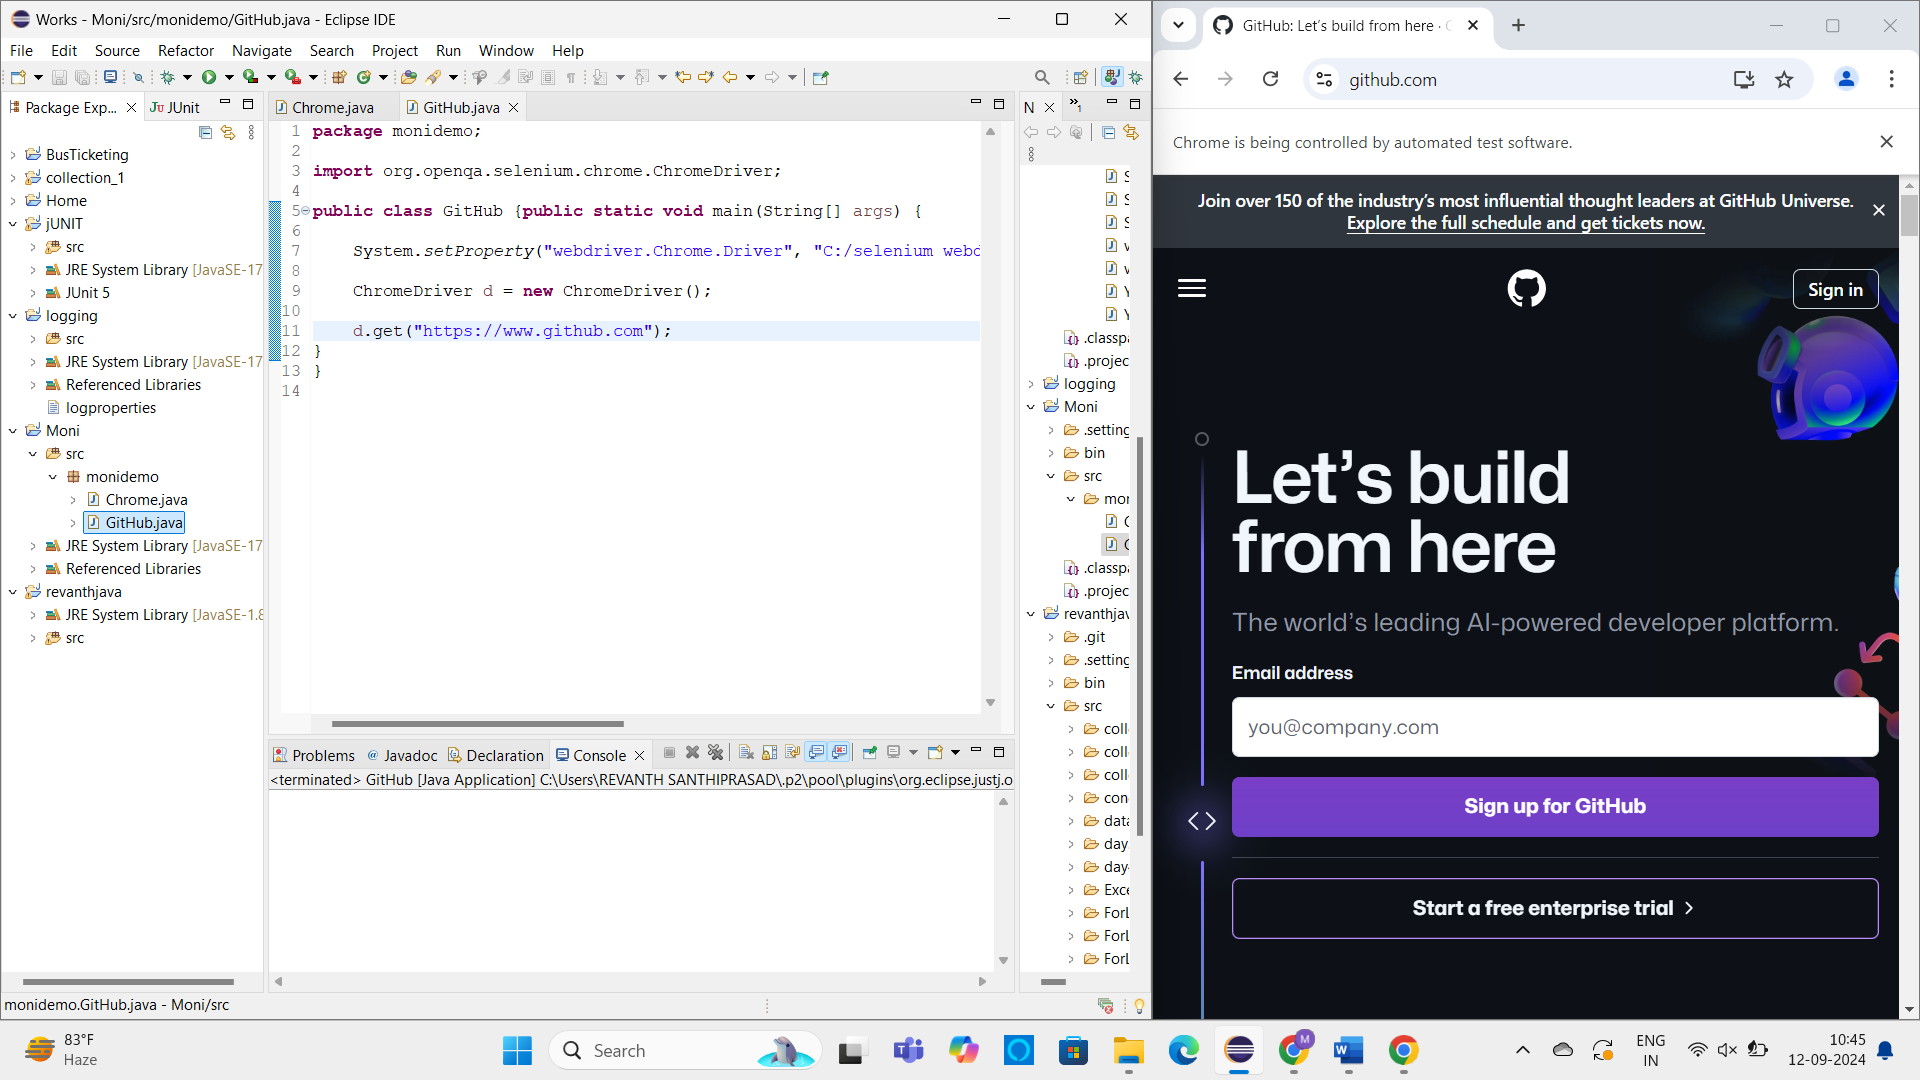 Works - Moni/src/monidemo/GitHub.java - Eclipse IDE
File Edit Source Refactor Navigate Search Project Run Window Help
Package Exp...
JUnit
BusTicketing
collection_1
Home
jUNIT
src
JRE System Library [JavaSE-17
JUnit 5
logging
src
JRE System Library [JavaSE-17
Referenced Libraries
logproperties
Moni
src
monidemo
Chrome.java
GitHub.java
JRE System Library [JavaSE-17
Referenced Libraries
revanthjava
JRE System Library [JavaSE-1.8
src
Chrome.java GitHub.java
1 package monidemo;
2
3 import org.openqa.selenium.chrome.ChromeDriver;
4
5 public class GitHub {public static void main(String[] args) {
6
7 System.setProperty("webdriver.Chrome.Driver", "C:/selenium webd
8
9 ChromeDriver d = new ChromeDriver();
10
11 d.get("https://www.github.com");
12 }
13 }
14
Problems @ Javadoc Declaration Console
<terminated> GitHub [Java Application] C:\Users\REVANTH SANTHIPRASAD\.p2\pool\plugins\org.eclipse.justj.o
N
1
S
S
S
v
v
Y
Y
.classpa
.projec
logging
Moni
.setting
bin
src
mor
.classpa
.projec
revanthjav
.git
.setting
bin
src
coll
coll
coll
con
data
day
day
Exce
ForL
ForL
ForL
monidemo.GitHub.java - Moni/src
GitHub: Let's build from here ·
github.com
Chrome is being controlled by automated test software.
Join over 150 of the industry's most influential thought leaders at GitHub Universe.
Explore the full schedule and get tickets now.
Sign in
Let's build
from here
The world's leading AI-powered developer platform.
Email address
you@company.com
Sign up for GitHub
Start a free enterprise trial
83°F
Haze
Search
M
ENG
IN
10:45
12-09-2024